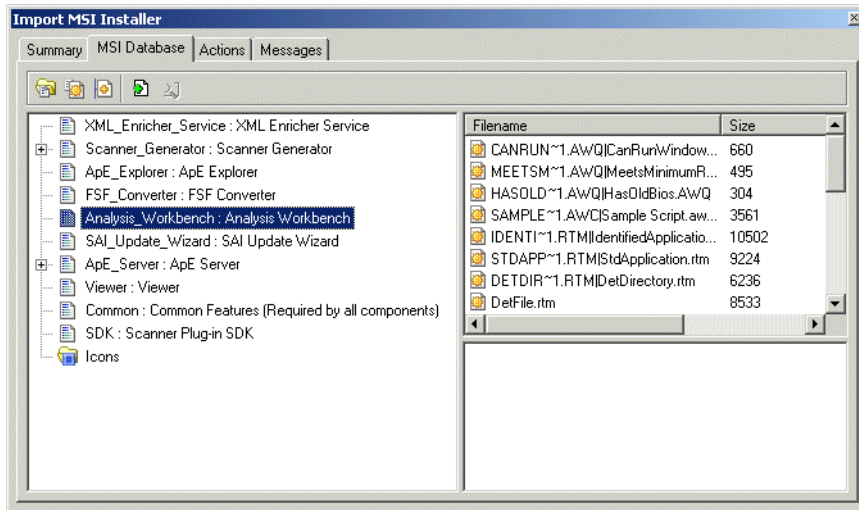 Import MSI Installer
Summary MSI Database Actions Messages
XML_Enricher_Service : XML Enricher Service
Scanner_Generator : Scanner Generator
ApE_Explorer : ApE Explorer
FSF_Converter : FSF Converter
Analysis_Workbench : Analysis Workbench
SAI_Update_Wizard : SAI Update Wizard
ApE_Server : ApE Server
Viewer : Viewer
Common : Common Features (Required by all components)
SDK : Scanner Plug-in SDK
Icons
Filename Size
CANRUN~1.AWQ|CanRunWindow... 660
MEETSM~1.AWQ|MeetsMinimumR... 495
HASOLD~1.AWQ|HasOldBios.AWQ 304
SAMPLE~1.AWC|Sample Script.aw... 3561
IDENTI~1.RTM|IdentifiedApplicatio... 10502
STDAPP~1.RTM|StdApplication.rtm 9224
DETDIR~1.RTM|DetDirectory.rtm 6236
DetFile.rtm 8533